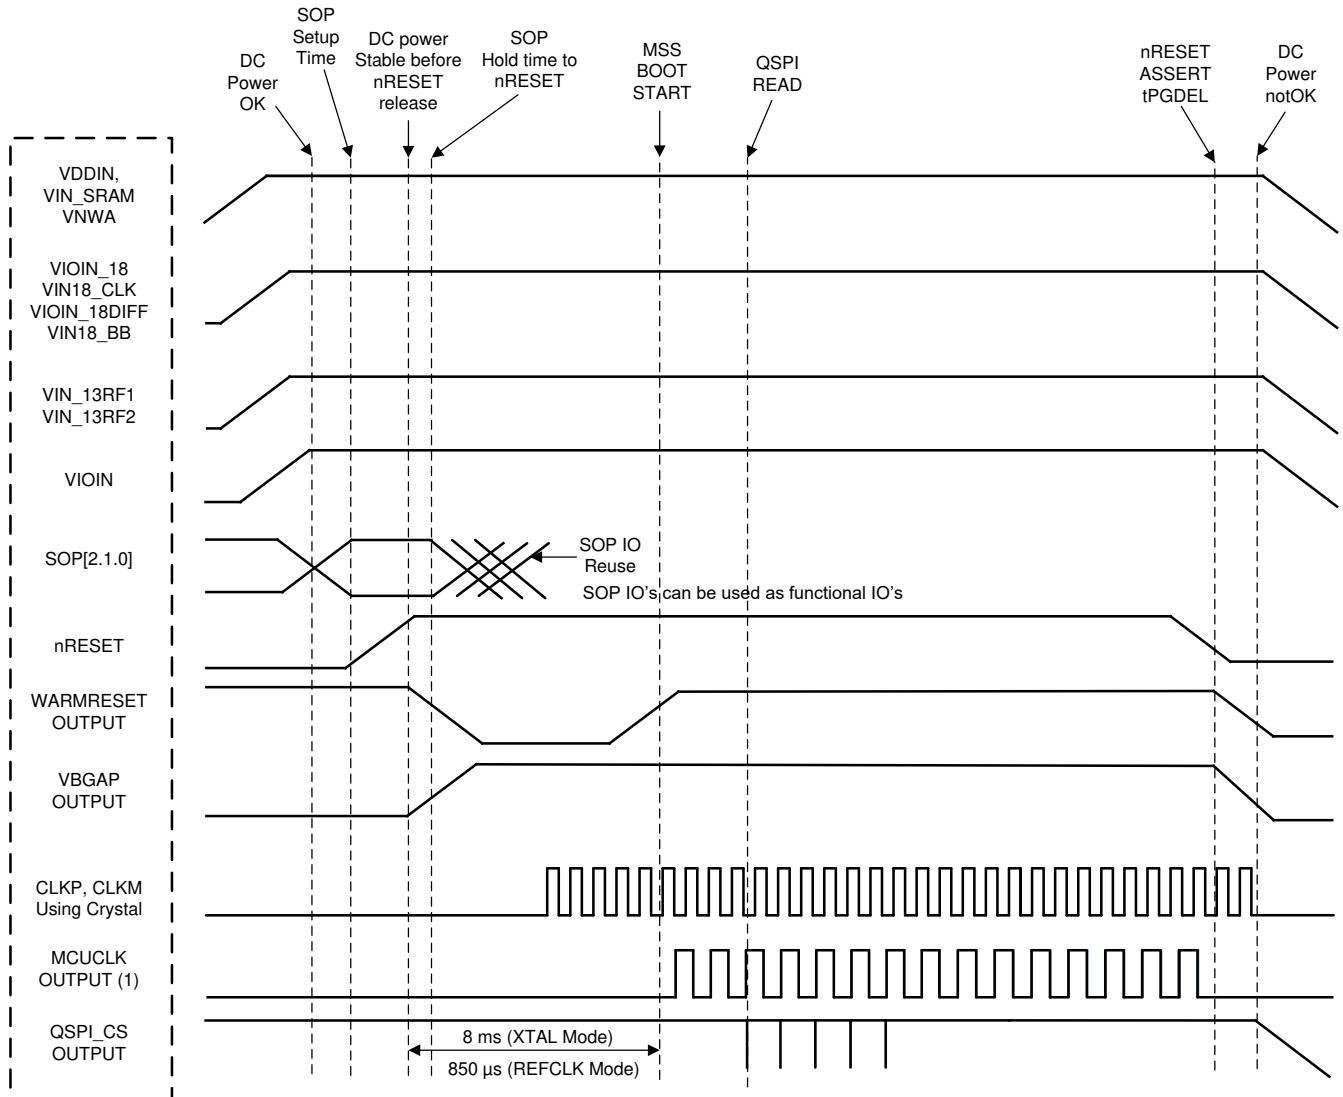 SOP
Setup
Time
DC
Power
OK
DC power
Stable before
nRESET
release
SOP
Hold time to
nRESET
MSS
BOOT
START
QSPI
READ
nRESET
ASSERT
tPGDEL
DC
Power
notOK
VDDIN,
VIN_SRAM
VNWA
VIOIN_18
VIN18_CLK
VIOIN_18DIFF
VIN18_BB
VIN_13RF1
VIN_13RF2
VIOIN
SOP[2.1.0]
SOP IO
Reuse
SOP IO's can be used as functional IO's
nRESET
WARMRESET
OUTPUT
VBGAP
OUTPUT
CLKP, CLKM
Using Crystal
MCUCLK
OUTPUT (1)
QSPI_CS
OUTPUT
8 ms (XTAL Mode)
850 µs (REFCLK Mode)